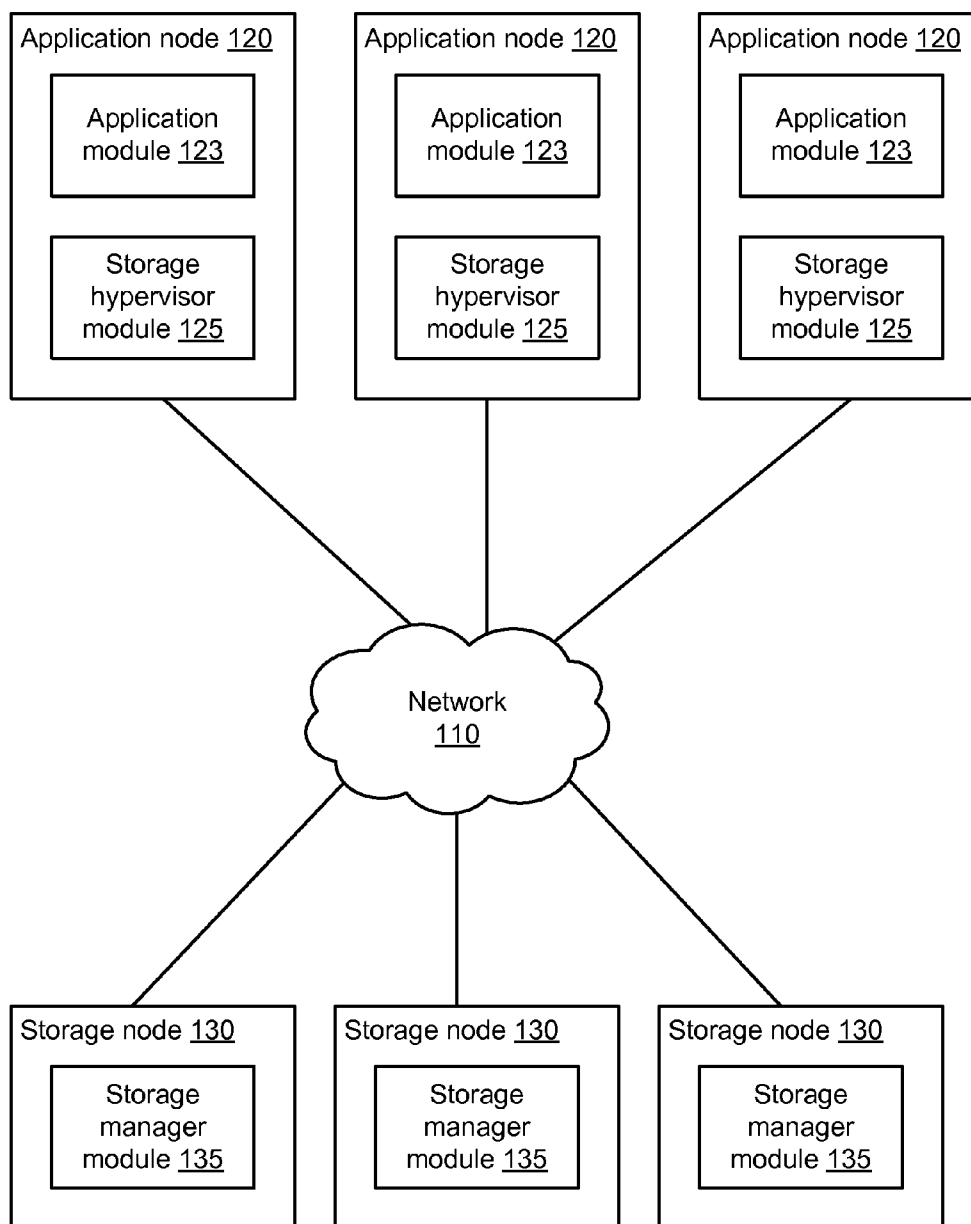 Application node 120
Application
module 123
Storage
hypervisor
module 125
Application node 120
Application
module 123
Storage
hypervisor
module 125
Application node 120
Application
module 123
Storage
hypervisor
module 125
Network
110
Storage node 130
Storage
manager
module 135
Storage node 130
Storage
manager
module 135
Storage node 130
Storage
manager
module 135